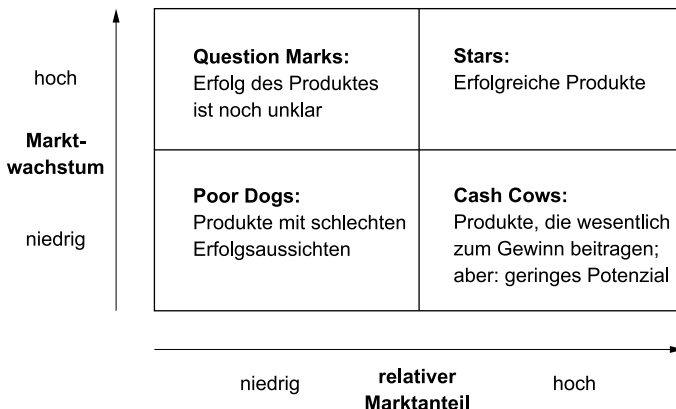 hoch
Markt-
wachstum
niedrig
Question Marks:
Erfolg des Produktes
ist noch unklar
Stars:
Erfolgreiche Produkte
Poor Dogs:
Produkte mit schlechten
Erfolgsaussichten
Cash Cows:
Produkte, die wesentlich
zum Gewinn beitragen;
aber: geringes Potenzial
niedrig
relativer
Marktanteil
hoch